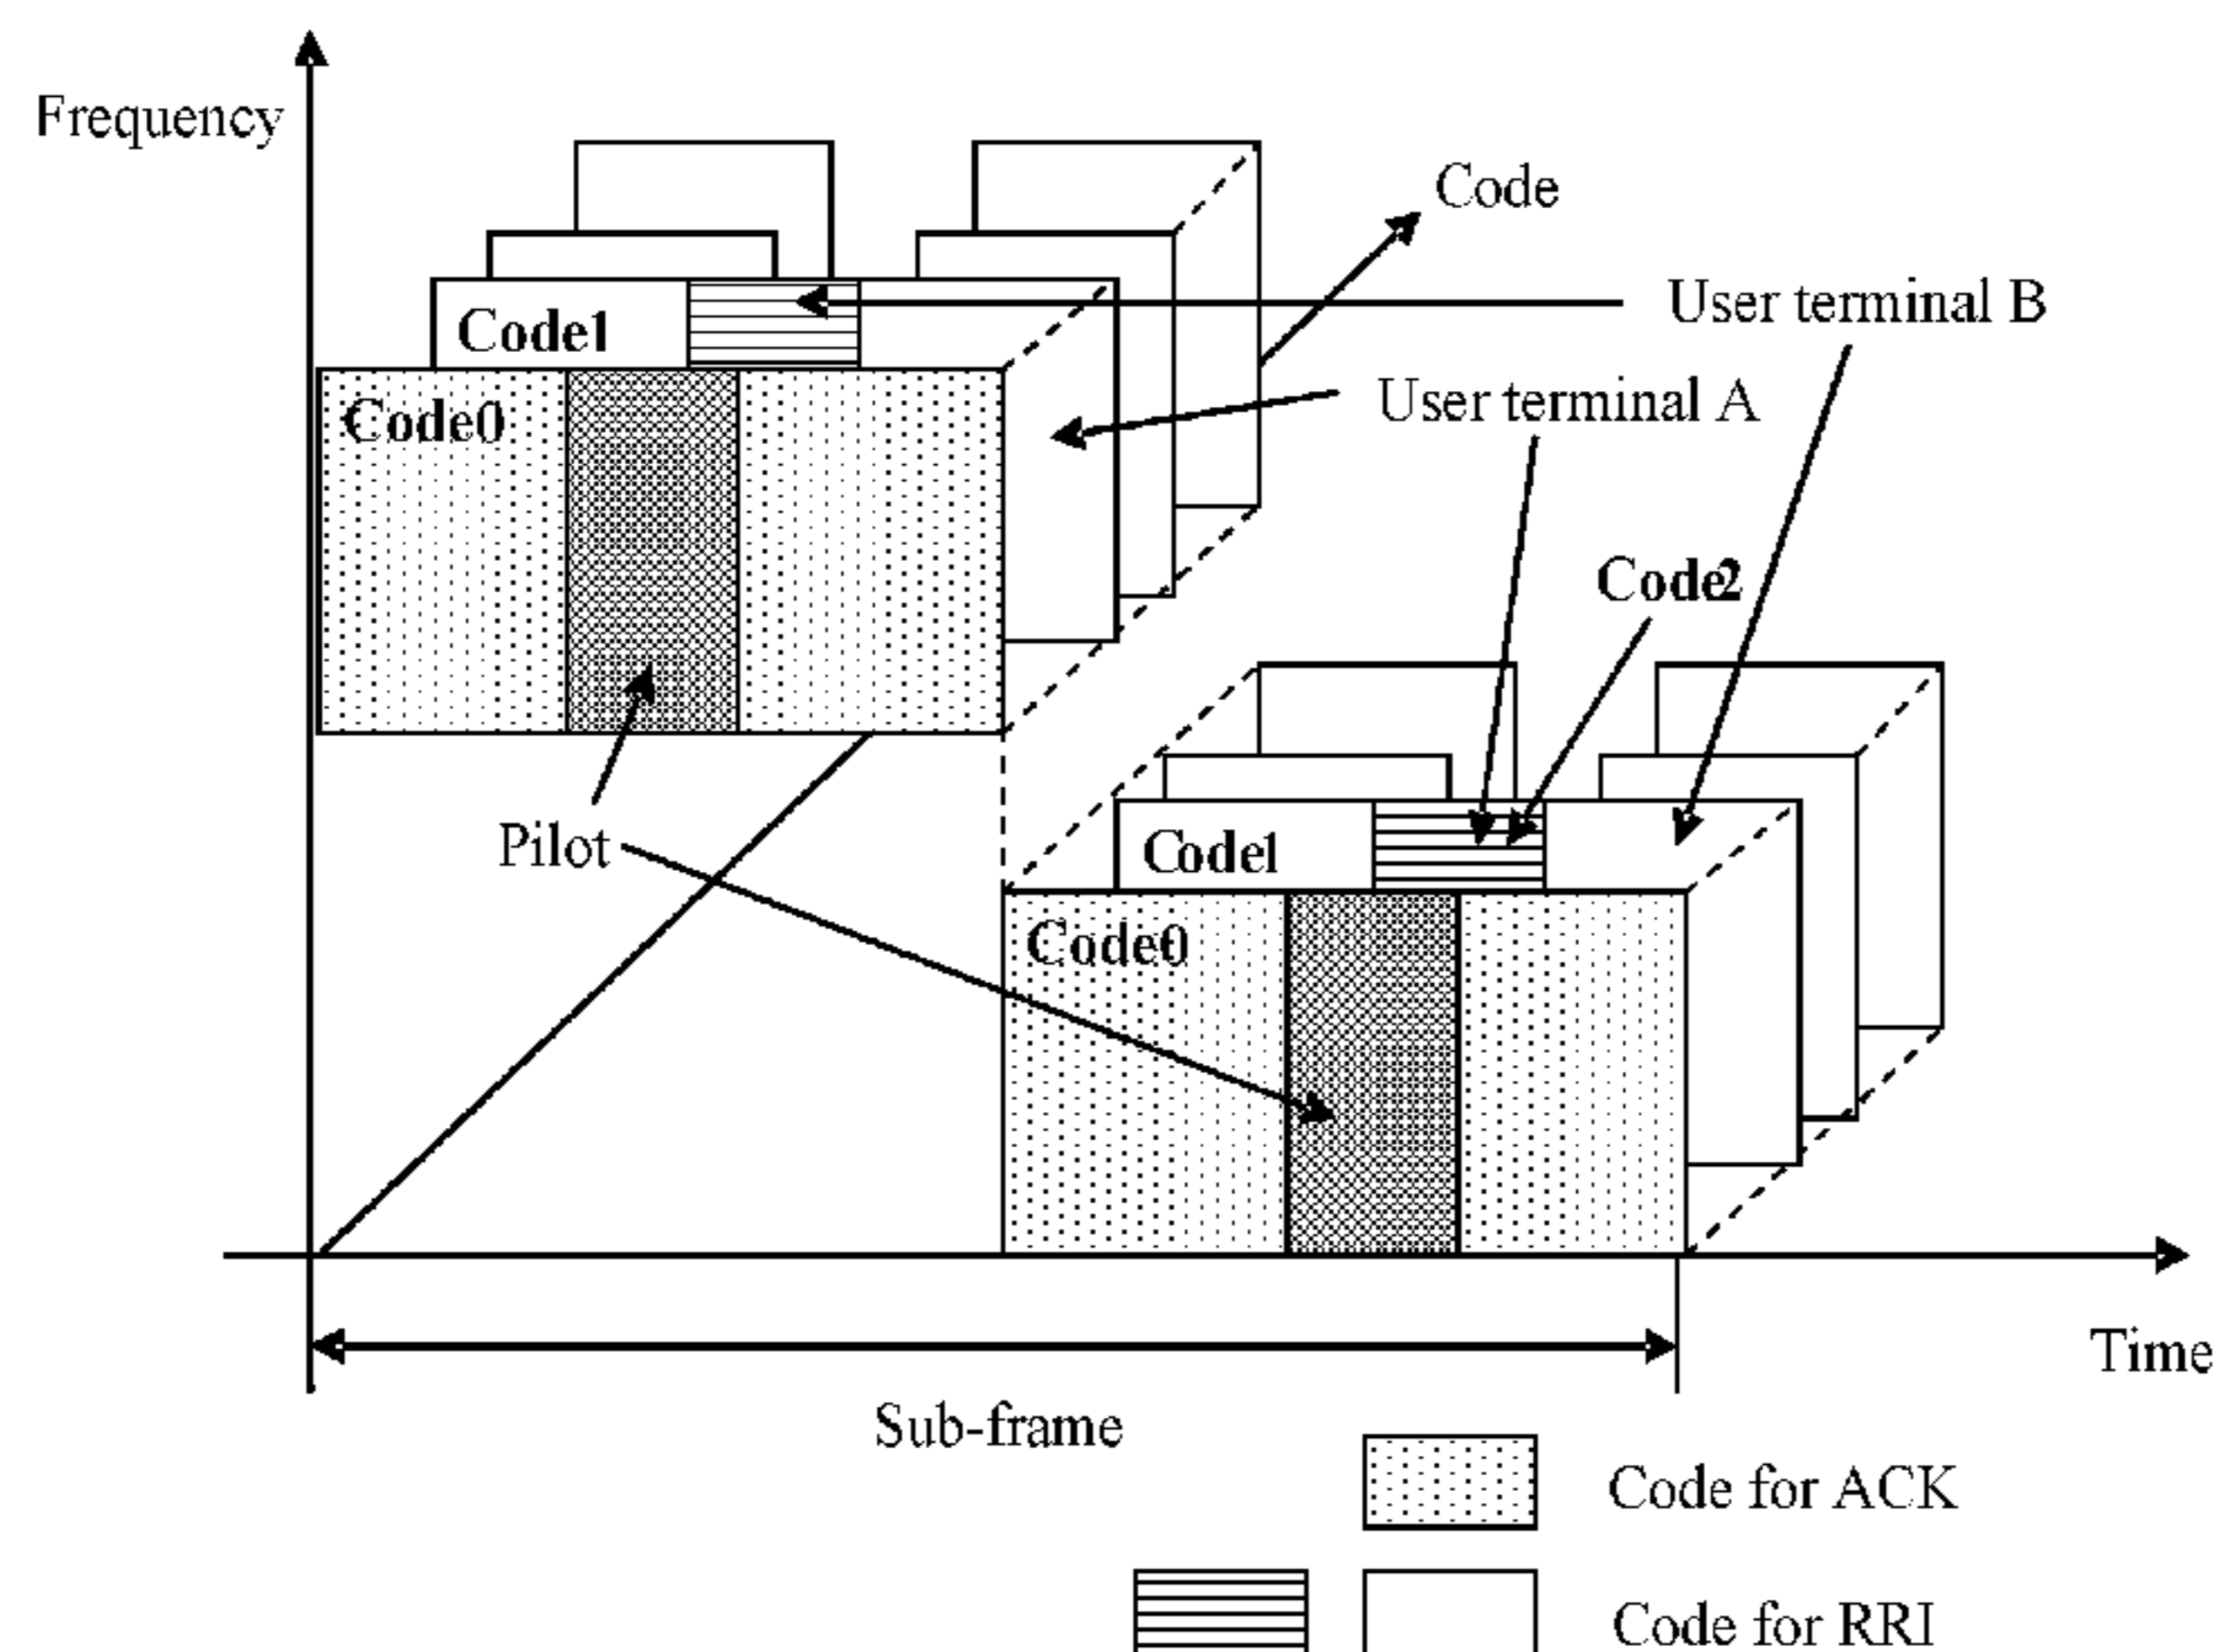 Frequency
Code
User terminal B
Code1
User terminal A
Code0
Code2
Pilot
Code1
Code0
Time
Sub-frame
Code for ACK
Code for RRI